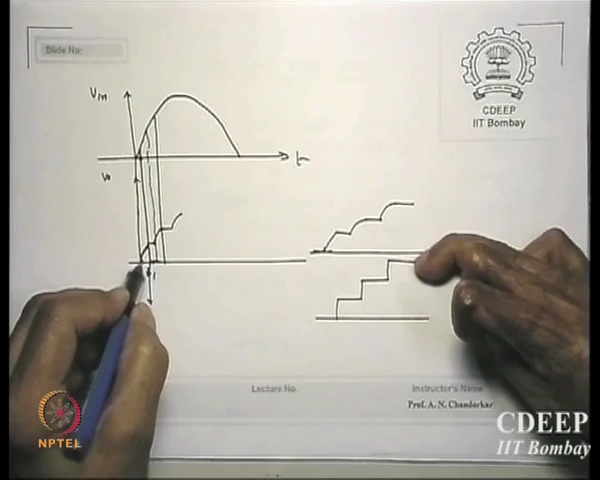 Slide No:
CDEEP
IIT Bombay
Vin
t
Vo
Lecture No.
Instructor's Name
Prof. A. N. Chandorkar
NPTEL
CDEEP
IIT Bombay